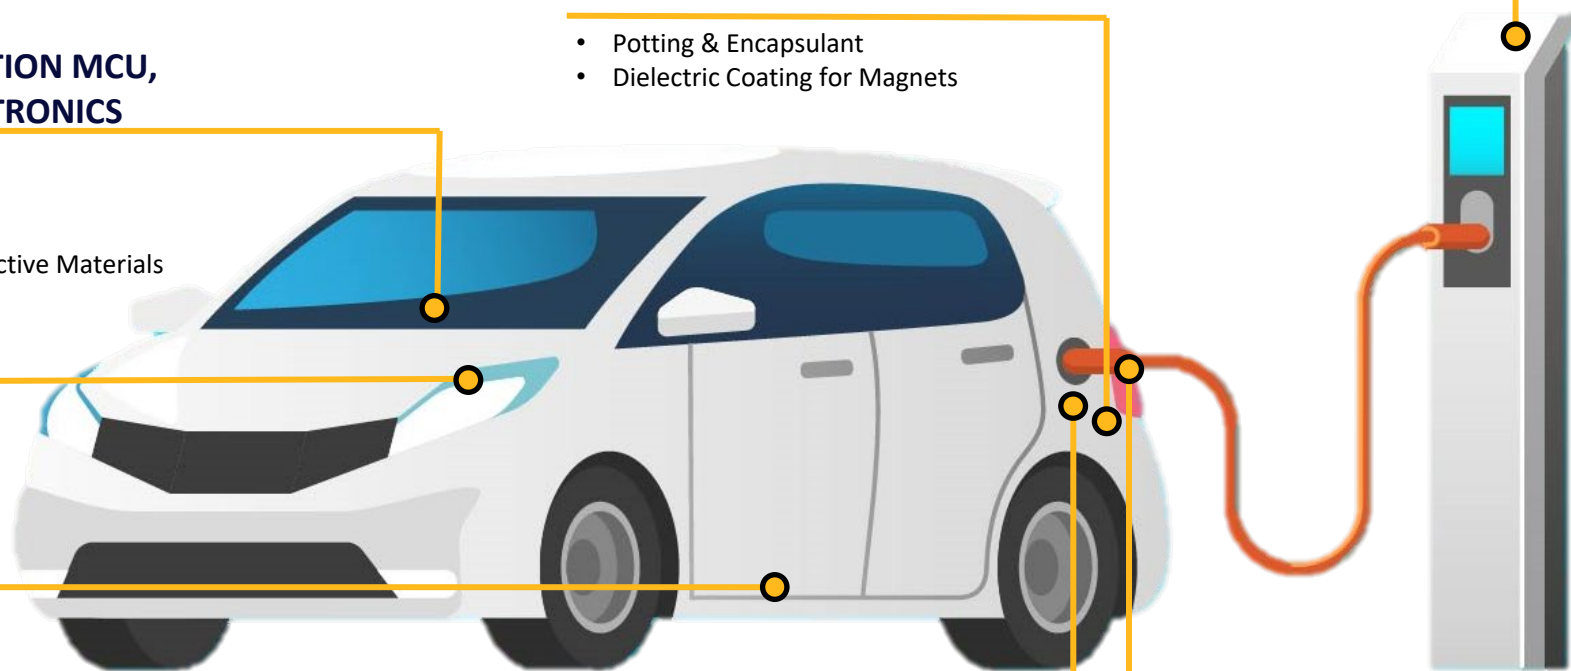 TION MCU,
TRONICS
ctive Materials
• Potting & Encapsulant
• Dielectric Coating for Magnets